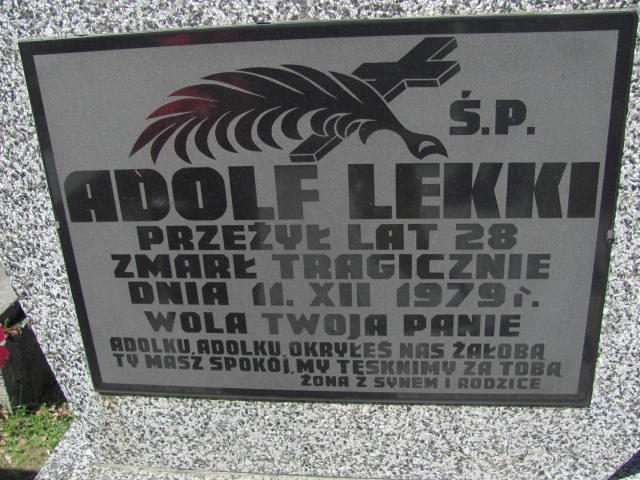 Ś.P.
ADOLF LEKKI
PRZEŻYŁ LAT 28
ZMARŁ TRAGICZNIE
DNIA 11. XII 1979 r.
WOLA TWOJA PANIE
ADOLKU, ADOLKU, OKRYŁEŚ NAS ŻAŁOBĄ
TY MASZ SPOKÓJ, MY TĘSKNIMY ZA TOBĄ
ŻONA Z SYNEM I RODZICE